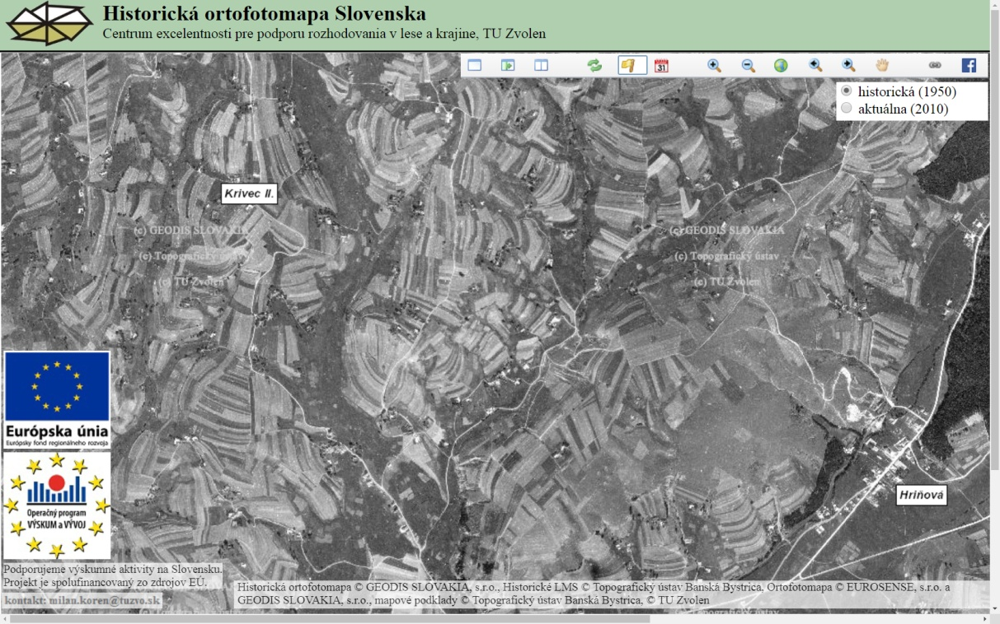 Historická ortofotomapa Slovenska
Centrum excelentnosti pre podporu rozhodovania v lese a krajine, TU Zvolen
31
historická (1950)
aktuálna (2010)
Krivec II.
(c) GEODIS SLOVAKIA
(c) Topografický ústav
(c) TU Zvolen
(c) GEODIS SLOVAKIA
(c) Topografický ústav
(c) TU Zvolen
Európska únia
Európsky fond regionálneho rozvoja
Hriňová
Operačný program
VÝSKUM a VÝVOJ
Podporujeme výskumné aktivity na Slovensku.
Projekt je spolufinancovaný zo zdrojov EÚ.
kontakt: milan.koren@tuzvo.sk
Historická ortofotomapa © GEODIS SLOVAKIA, s.r.o., Historické LMS © Topografický ústav Banská Bystrica, Ortofotomapa © EUROSENSE, s.r.o. a
GEODIS SLOVAKIA, s.r.o., mapové podklady © Topografický ústav Banská Bystrica, © TU Zvolen